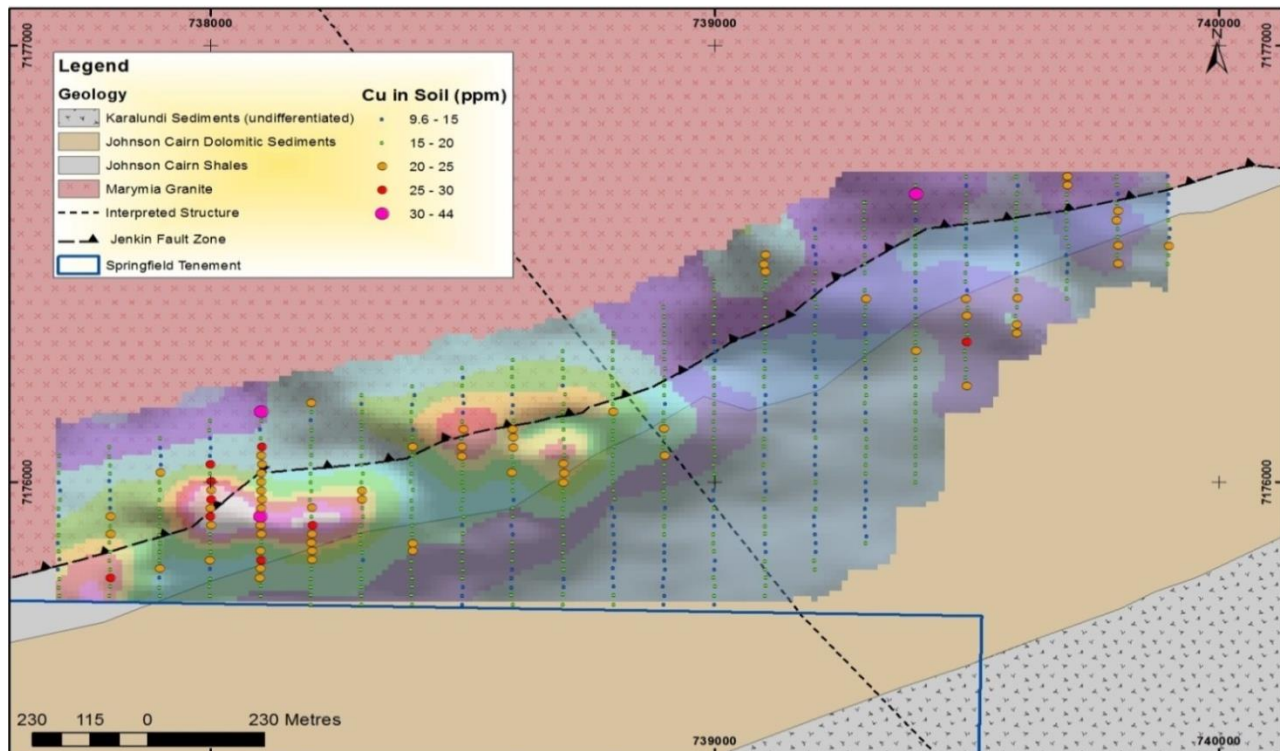 738000
739000
740000
7177000
7177000
N
Legend
Geology
Karalundi Sediments (undifferentiated)
Johnson Cairn Dolomitic Sediments
Johnson Cairn Shales
Marymia Granite
Interpreted Structure
Jenkin Fault Zone
Springfield Tenement
Cu in Soil (ppm)
9.6 - 15
15 - 20
20 - 25
25 - 30
30 - 44
7176000
7176000
230 115 0 230 Metres
739000
740000